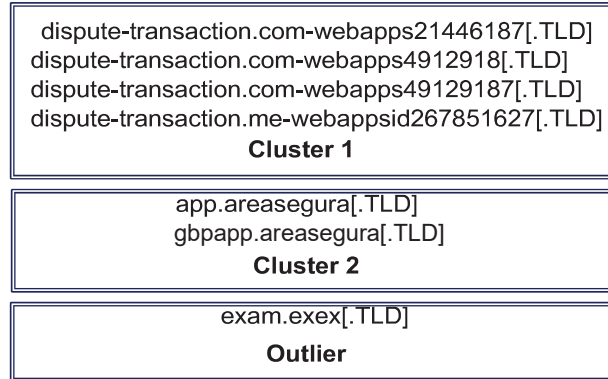 dispute-transaction.com-webapps21446187[.TLD]
dispute-transaction.com-webapps4912918[.TLD]
dispute-transaction.com-webapps49129187[.TLD]
dispute-transaction.me-webappsid267851627[.TLD]
Cluster 1
app.areasegura[.TLD]
gbpapp.areasegura[.TLD]
Cluster 2
exam.exex[.TLD]
Outlier